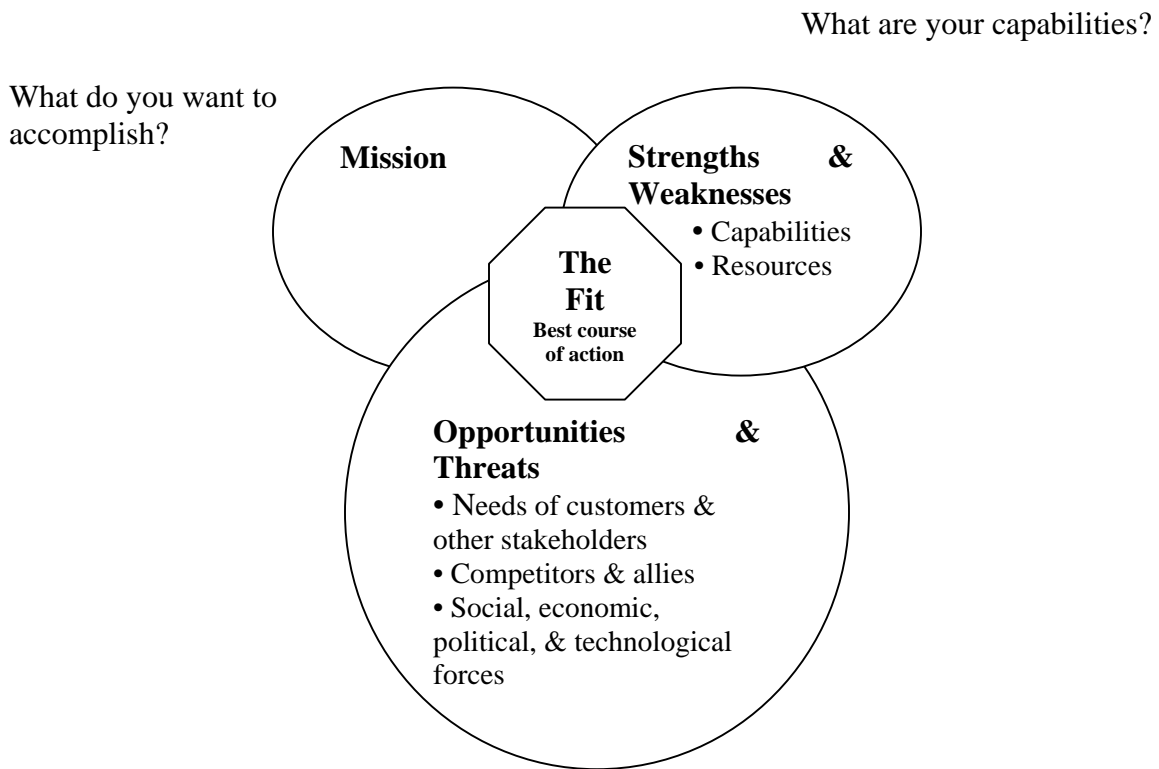 What are your capabilities?
What do you want to
accomplish?
Mission
Strengths &
Weaknesses
• Capabilities
• Resources
The
Fit
Best course
of action
Opportunities &
Threats
• Needs of customers &
other stakeholders
• Competitors & allies
• Social, economic,
political, & technological
forces